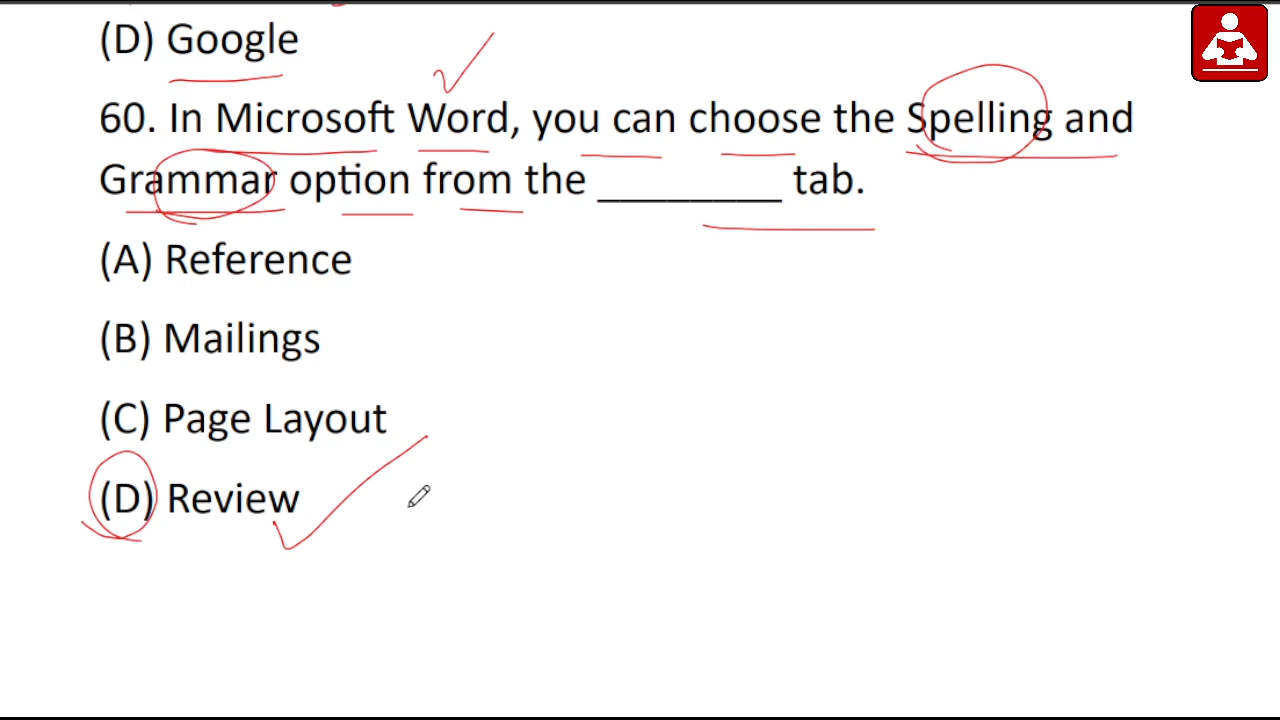 (D) Google
60. In Microsoft Word, you can choose the Spelling and
Grammar option from the ________ tab.
(A) Reference
(B) Mailings
(C) Page Layout
(D) Review